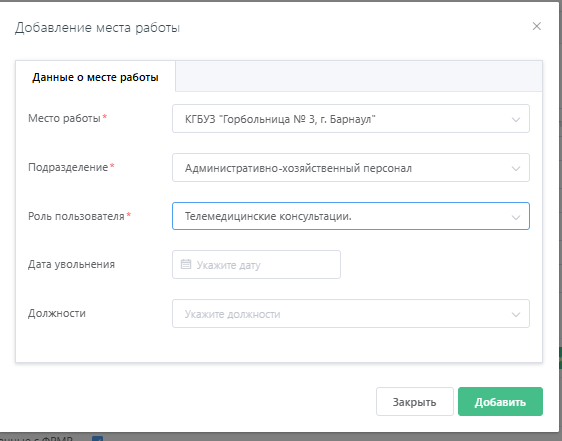 Добавление места работы
Данные о месте работы
Место работы*
КГБУЗ "Горбольница № 3, г. Барнаул"
Подразделение*
Административно-хозяйственный персонал
Роль пользователя*
Телемедицинские консультации.
Дата увольнения
Укажите дату
Должности
Укажите должности
Закрыть
Добавить